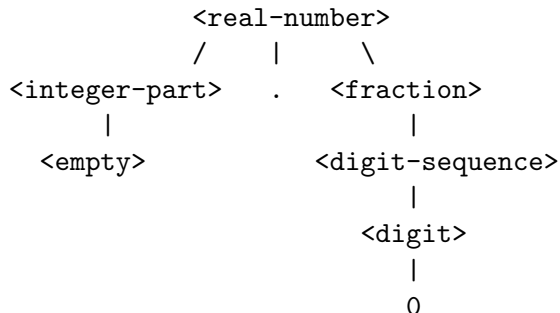 <real-number>
/ | \
<integer-part> . <fraction>
| |
<empty> <digit-sequence>
|
<digit>
|
0